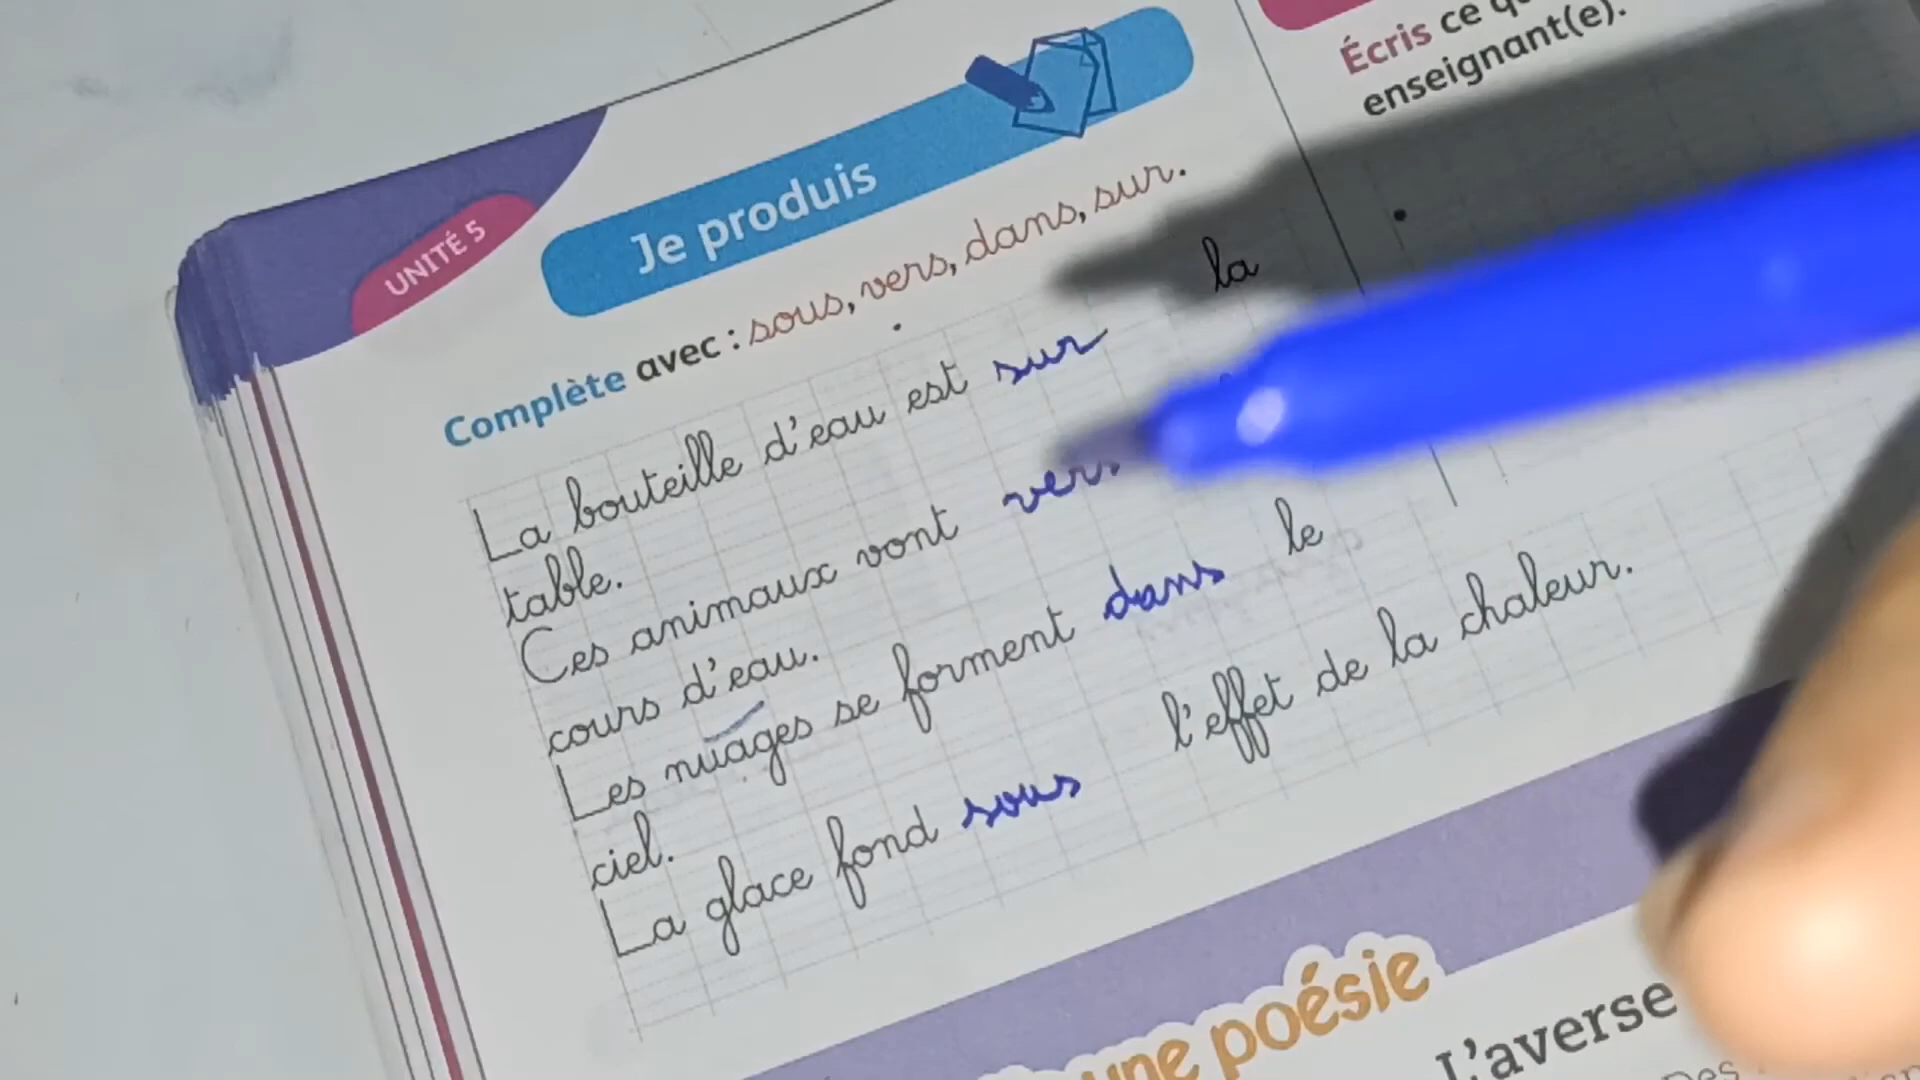 UNITÉ 5
Je produis
Complète avec : sous, vers, dans, sur.
La bouteille d'eau est sur la
table.
Ces animaux vont vers
cours d'eau.
Les nuages se forment dans le
ciel.
La glace fond sous l'effet de la chaleur.
Écris ce
enseignant(e).
une poésie
L'averse